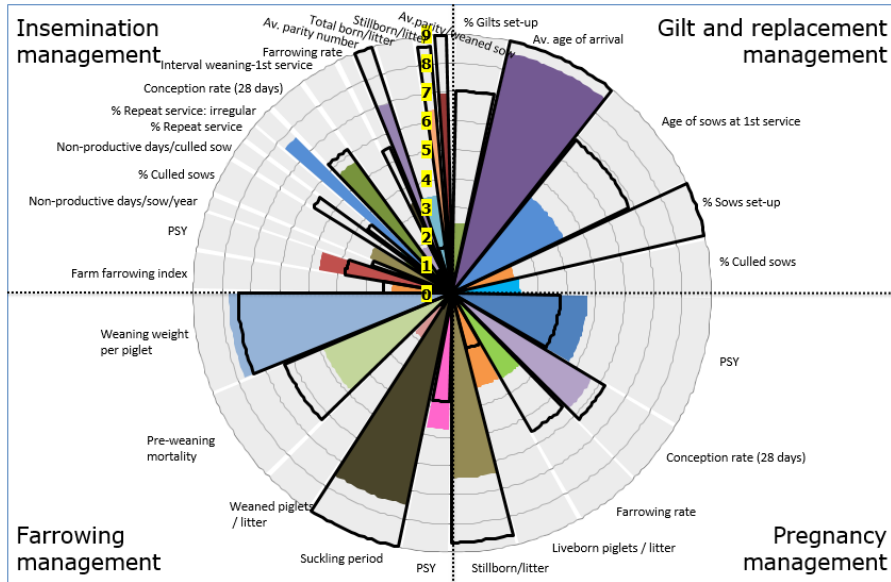 Insemination
management
Gilt and replacement
management
Av. parity number
Total born/litter
Stillborn/litter
Av.parity/weaned sow
% Gilts set-up
Av. age of arrival
Farrowing rate
Interval weaning-1st service
Conception rate (28 days)
% Repeat service: irregular
% Repeat service
Non-productive days/culled sow
% Culled sows
Non-productive days/sow/year
PSY
Farm farrowing index
Age of sows at 1st service
% Sows set-up
% Culled sows
9
8
7
6
5
4
3
2
1
0
Weaning weight
per piglet
PSY
Pre-weaning
mortality
Conception rate (28 days)
Weaned piglets
/ litter
Farrowing rate
Suckling period
PSY
Stillborn/litter
Liveborn piglets / litter
Farrowing
management
Pregnancy
management